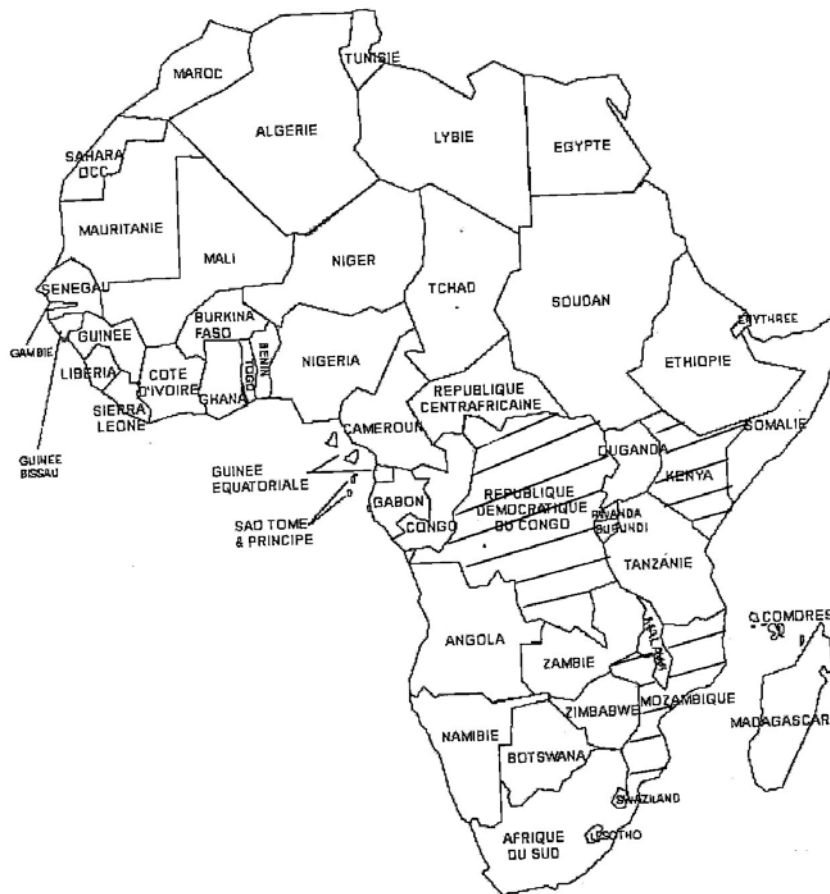 TUNISIE
MAROC
ALGERIE
LYBIE
EGYPTE
SAHARA
OCC
MAURITANIE
MALI
NIGER
TCHAD
SOUDAN
SENEGAL
ERYTHREE
GAMBIE
GUINEE
BURKINA
FASO
BENIN
NIGERIA
ETHIOPIE
LIBERIA
COTE
D'IVOIRE
GHANA
TOGO
SIERRA
LEONE
REPUBLIQUE
CENTRAFRICAINE
CAMEROUN
SOMALIE
GUINEE
BISSAU
GUINEE
EQUATORIALE
OUGANDA
KENYA
GABON
CONGO
REPUBLIQUE
DEMOCRATIQUE
DU CONGO
RWANDA
BURUNDI
SAO TOME
& PRINCIPE
TANZANIE
COMORES
ANGOLA
ZAMBIE
MALAWI
MOZAMBIQUE
ZIMBABWE
MADAGASCAR
NAMIBIE
BOTSWANA
SWAZILAND
AFRIQUE
DU SUD
LESOTHO